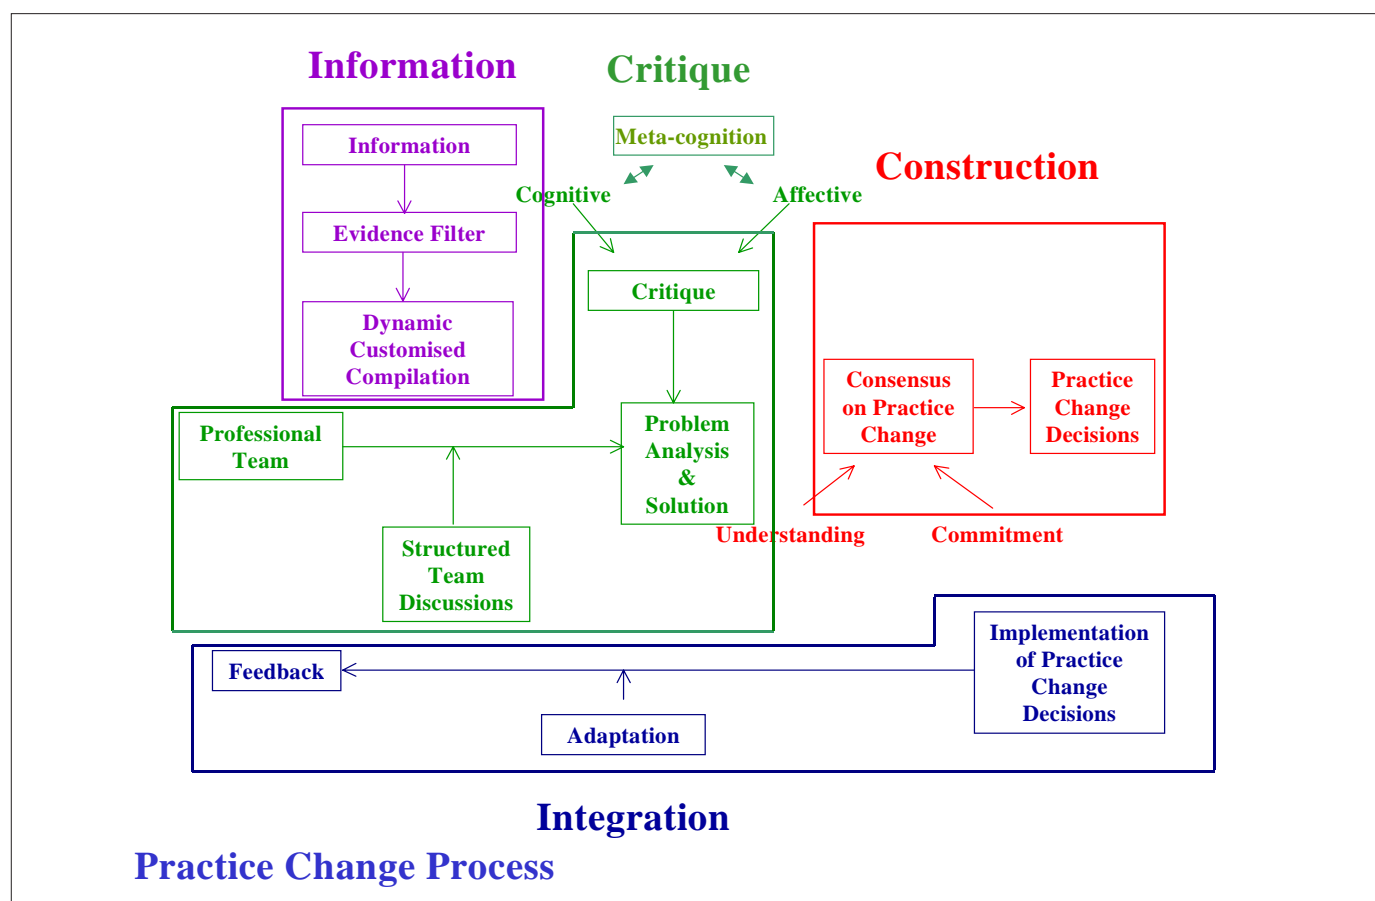 Information
Critique
Construction
Information
Evidence Filter
Dynamic
Customised
Compilation
Meta-cognition
Cognitive
Affective
Critique
Professional
Team
Problem
Analysis
&
Solution
Structured
Team
Discussions
Consensus
on Practice
Change
Practice
Change
Decisions
Understanding
Commitment
Implementation
of Practice
Change
Decisions
Feedback
Adaptation
Integration
Practice Change Process